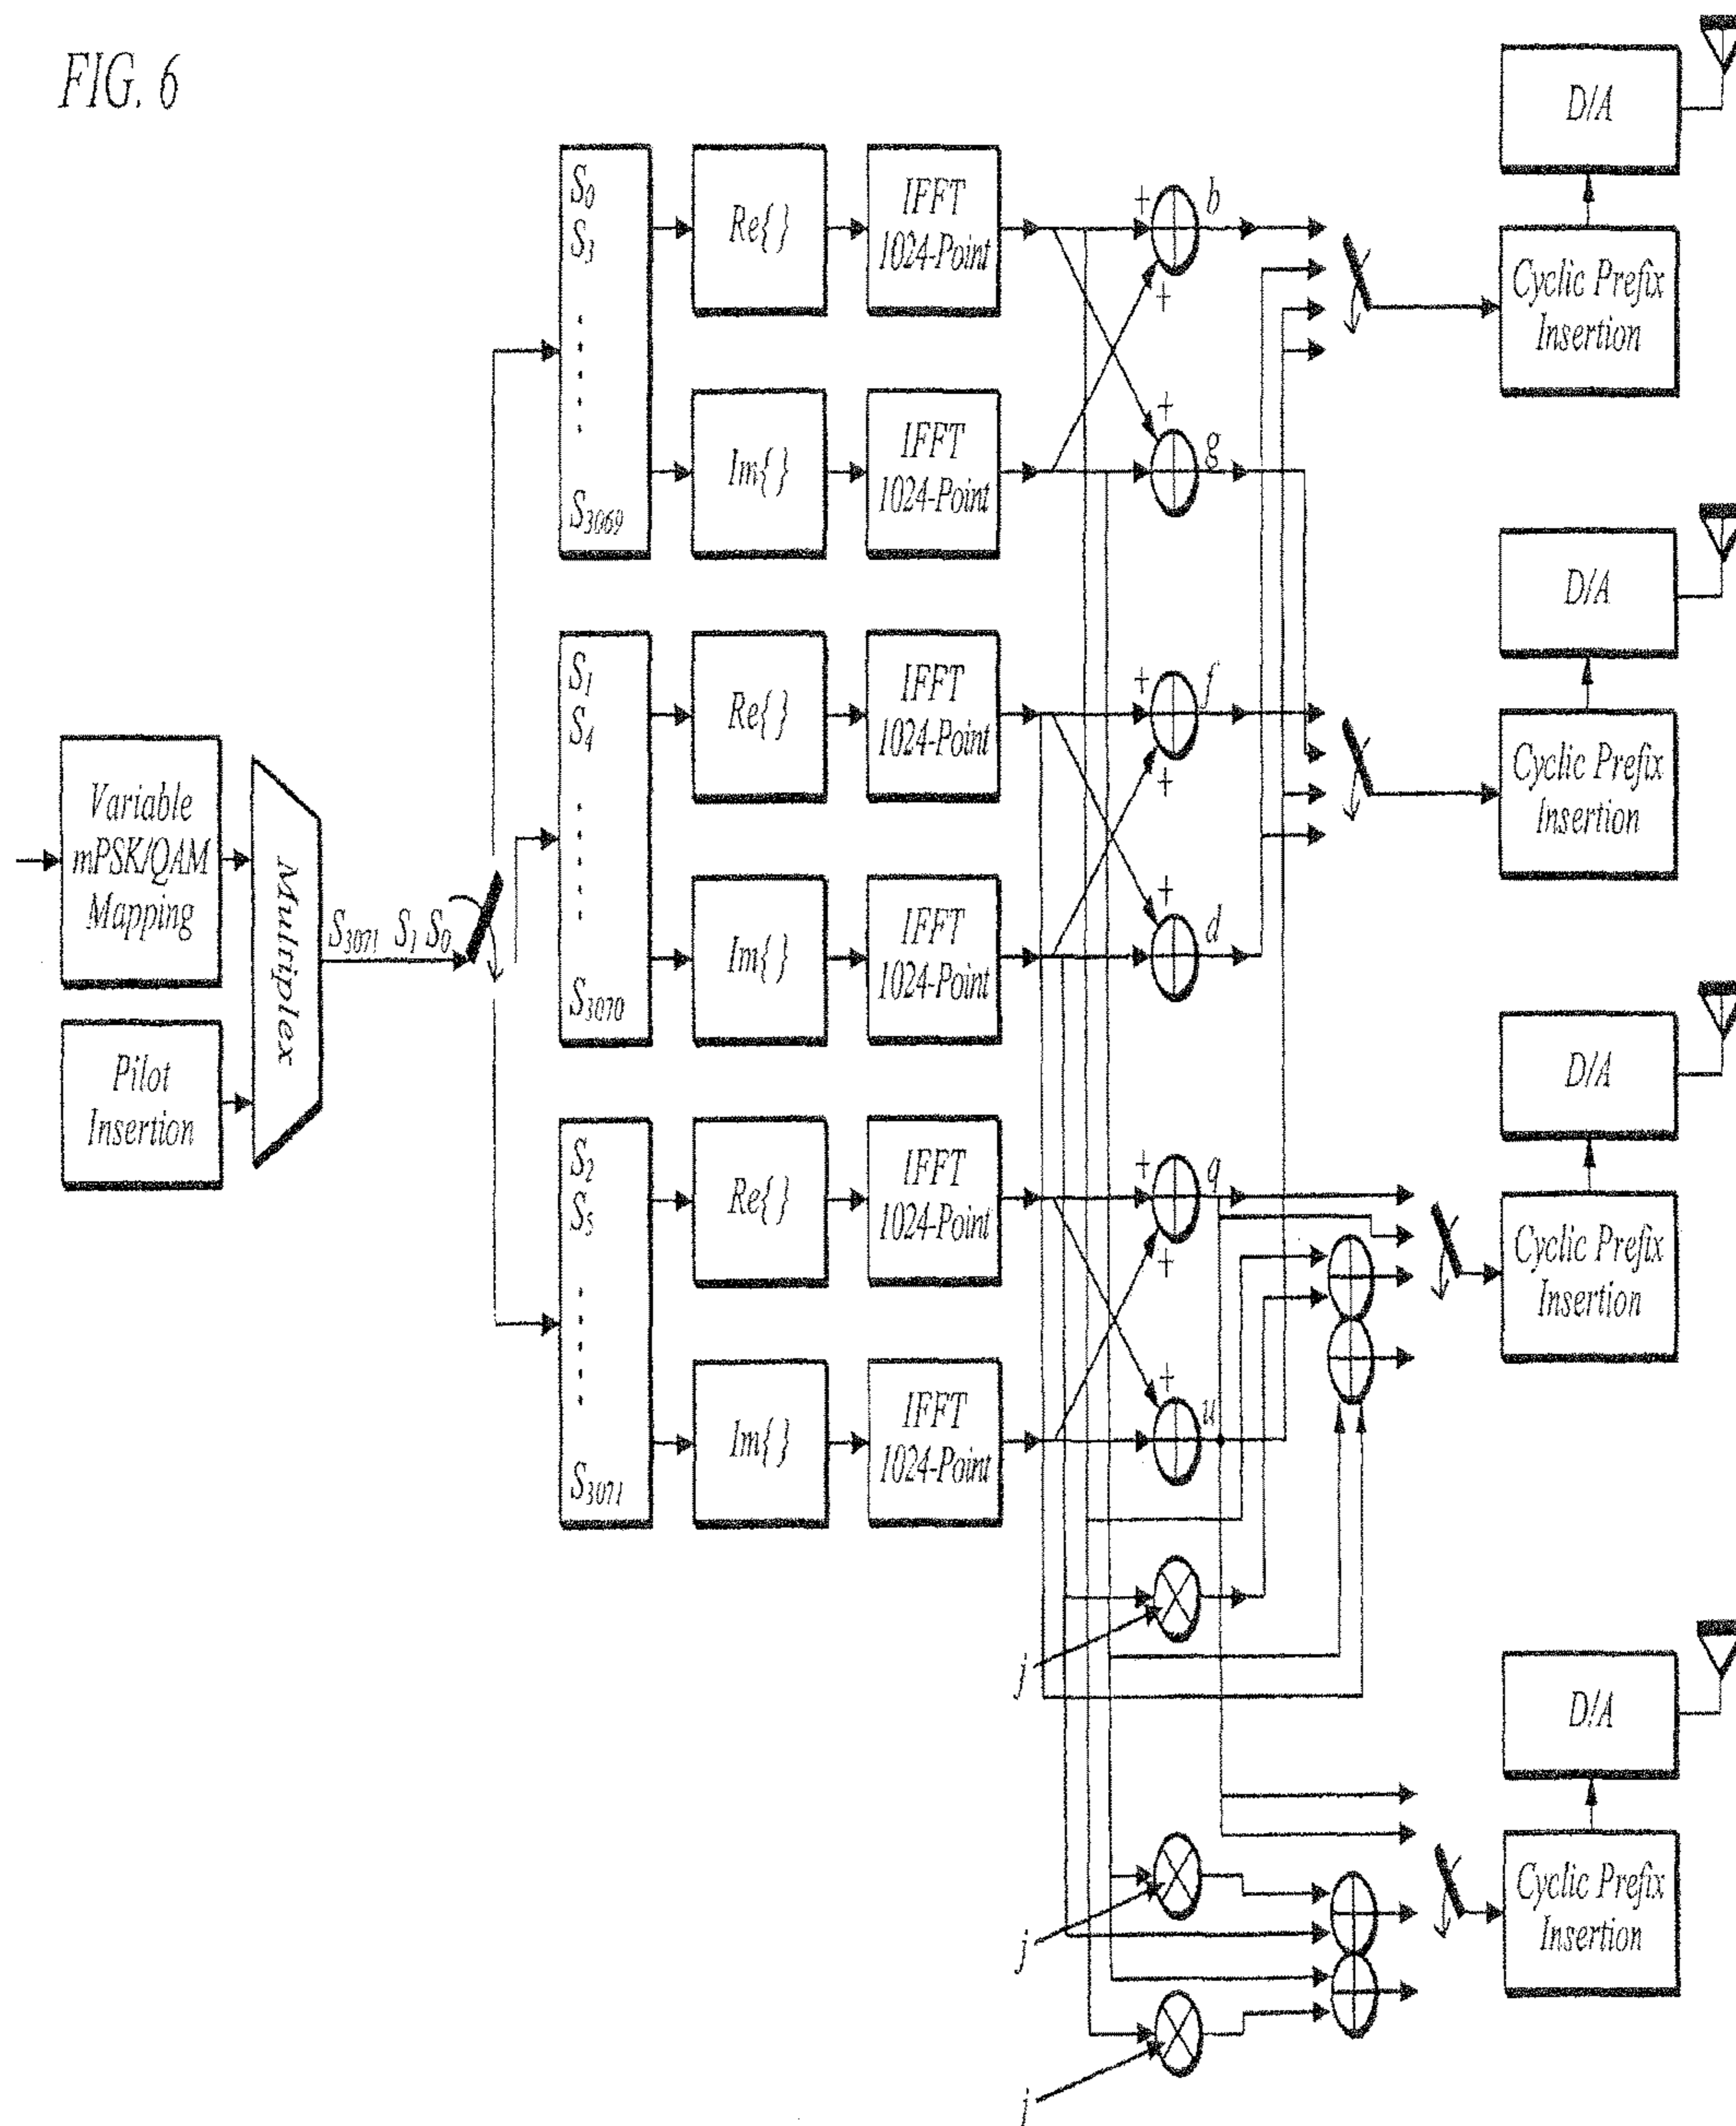 FIG. 6
Variable
mPSK/QAM
Mapping
Pilot
Insertion
Multiplex
S3071 S1 S0
S0
S3
S3069
Re{ }
IFFT
1024-Point
Im{ }
IFFT
1024-Point
S1
S4
S3070
Re{ }
IFFT
1024-Point
Im{ }
IFFT
1024-Point
S2
S5
S3071
Re{ }
IFFT
1024-Point
Im{ }
IFFT
1024-Point
+ b
+
+ g
+ f
+
+ d
+ q
+
+ u
j
j
j
D/A
Cyclic Prefix
Insertion
D/A
Cyclic Prefix
Insertion
D/A
Cyclic Prefix
Insertion
D/A
Cyclic Prefix
Insertion